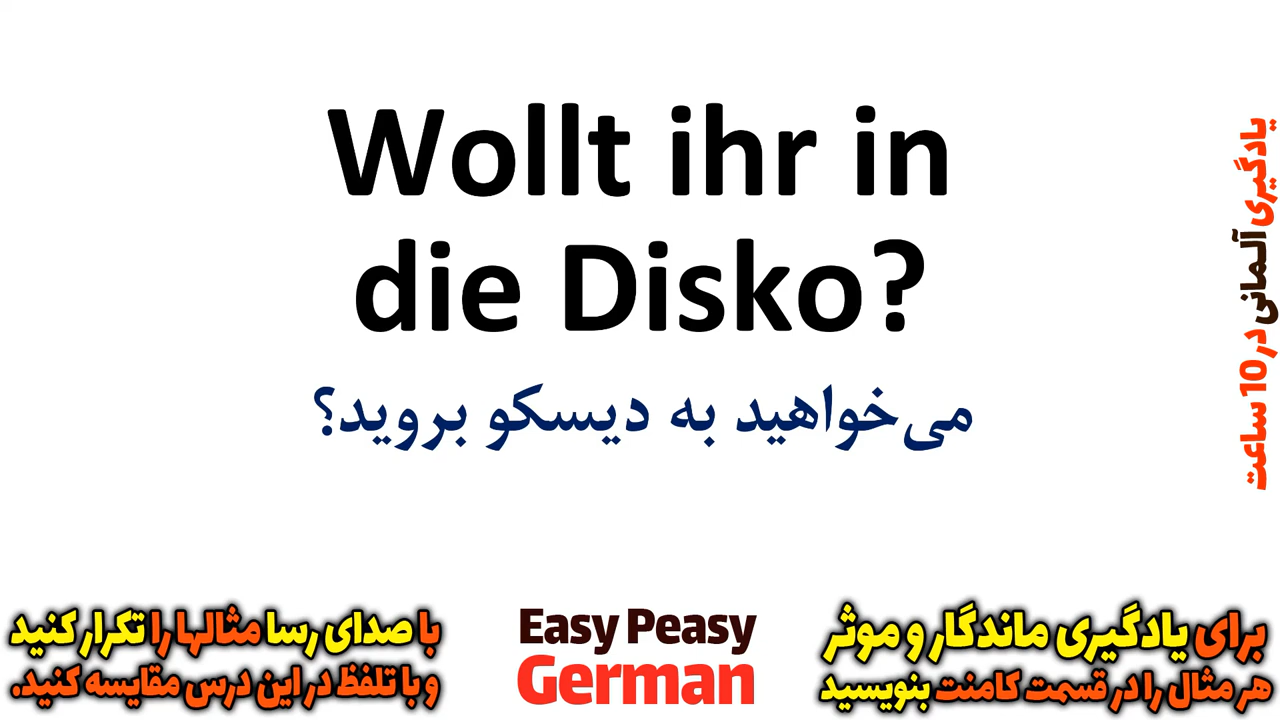 Wollt ihr in
die Disko?
می‌خواهید به دیسکو بروید؟
یادگیری آلمانی در 10 ساعت
با صدای رسا مثالها را تکرار کنید
و با تلفظ در این درس مقایسه کنید.
Easy Peasy
German
برای یادگیری ماندگار و موثر
هر مثال را در قسمت کامنت بنویسید